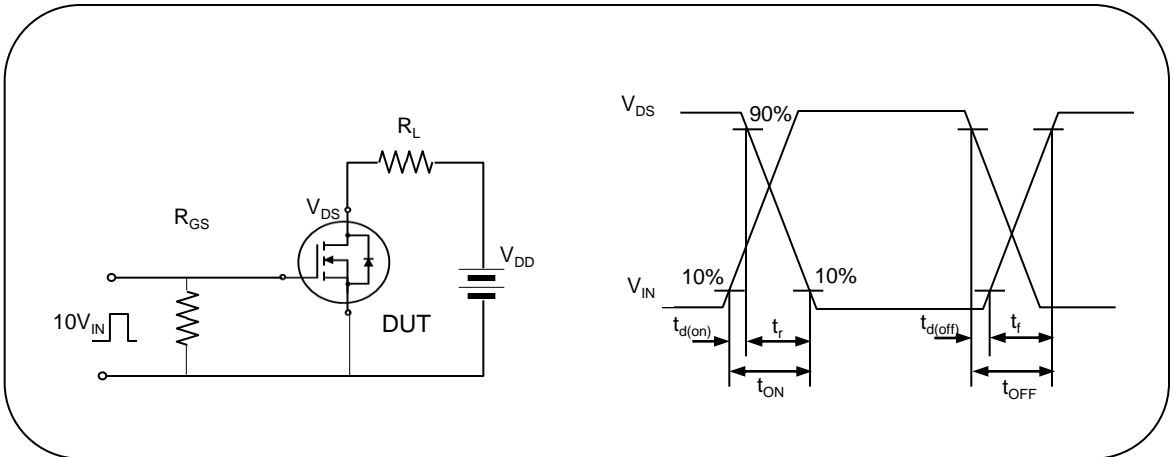 R_L
R_GS
V_DS
V_DD
10V_IN
DUT
V_DS
90%
V_IN
10%
10%
t_d(on)
t_r
t_ON
t_d(off)
t_f
t_OFF